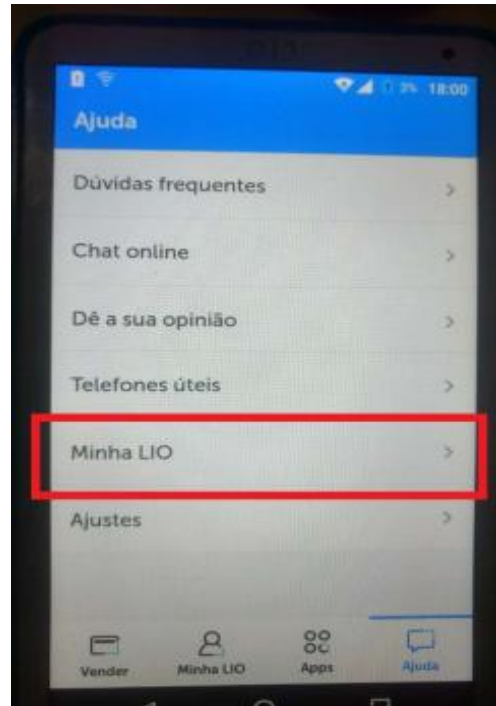 3% 18:00
Ajuda
Dúvidas frequentes
Chat online
Dê a sua opinião
Telefones úteis
Minha LIO
Ajustes
Vender Minha LIO Apps Ajuda